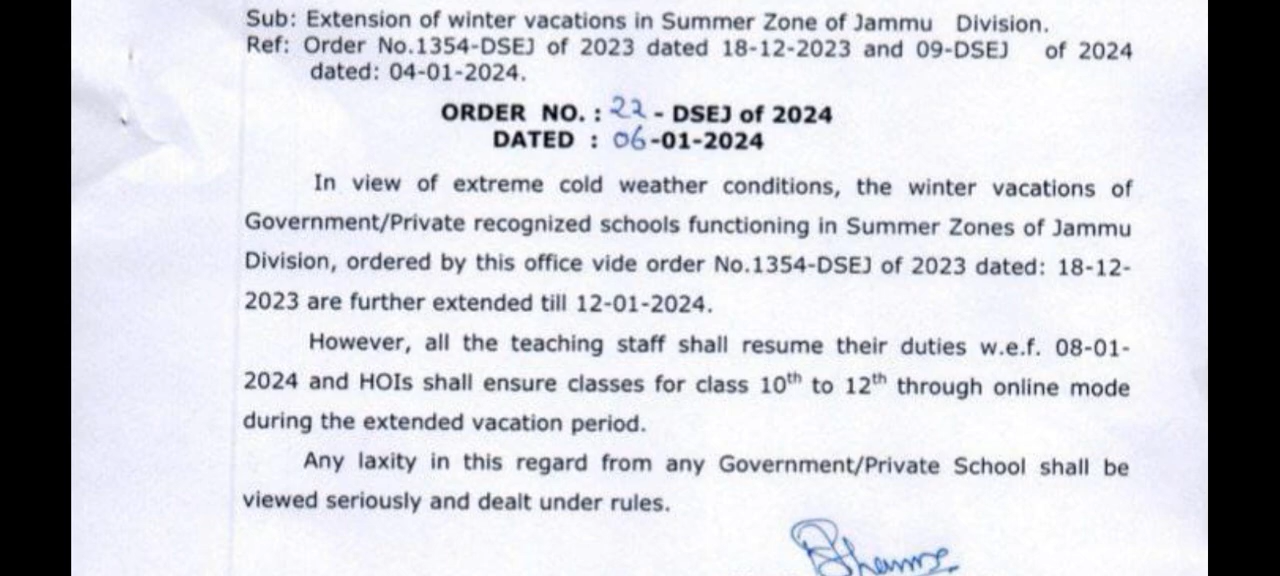 Sub: Extension of winter vacations in Summer Zone of Jammu Division.
Ref: Order No.1354-DSEJ of 2023 dated 18-12-2023 and 09-DSEJ of 2024
dated: 04-01-2024.
ORDER NO. : 22 - DSEJ of 2024
DATED : 06-01-2024
In view of extreme cold weather conditions, the winter vacations of
Government/Private recognized schools functioning in Summer Zones of Jammu
Division, ordered by this office vide order No.1354-DSEJ of 2023 dated: 18-12-
2023 are further extended till 12-01-2024.
However, all the teaching staff shall resume their duties w.e.f. 08-01-
2024 and HOIs shall ensure classes for class 10th to 12th through online mode
during the extended vacation period.
Any laxity in this regard from any Government/Private School shall be
viewed seriously and dealt under rules.